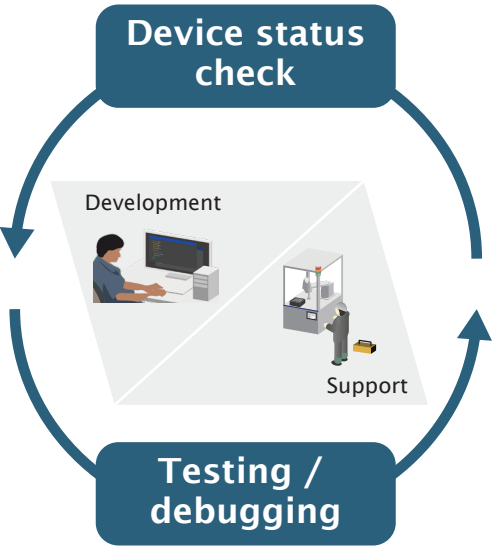 Device status
check
Development
Support
Testing /
debugging